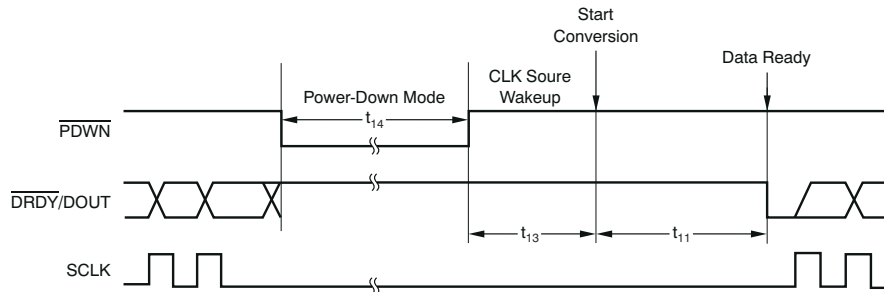 Start
Conversion
Data Ready
CLK Soure
Wakeup
Power-Down Mode
t14
PDWN
DRDY/DOUT
t13
t11
SCLK